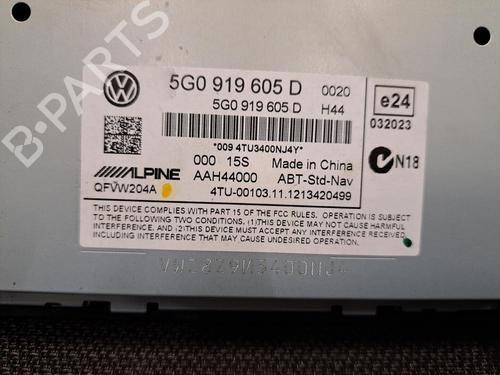 5G0 919 605 D 0020
5G0 919 605 D H44
e24
032023
*009 4TU3400NJ4Y*
000 15S Made in China
N18
ALPINE AAH44000 ABT-Std-Nav
QFVW204A 4TU-00103.11.1213420499
THIS DEVICE COMPLIES WITH PART 15 OF THE FCC RULES. OPERATION IS SUBJECT TO
THE FOLLOWING TWO CONDITIONS. (1)THIS DEVICE MAY NOT CAUSE HARMFUL
INTERFERENCE, AND (2)THIS DEVICE MUST ACCEPT ANY INTERFERENCE
RECEIVED,INCLUDING INTERFERENCE THAT MAY CAUSE UNDESIRED OPERATION.
B-PARTS